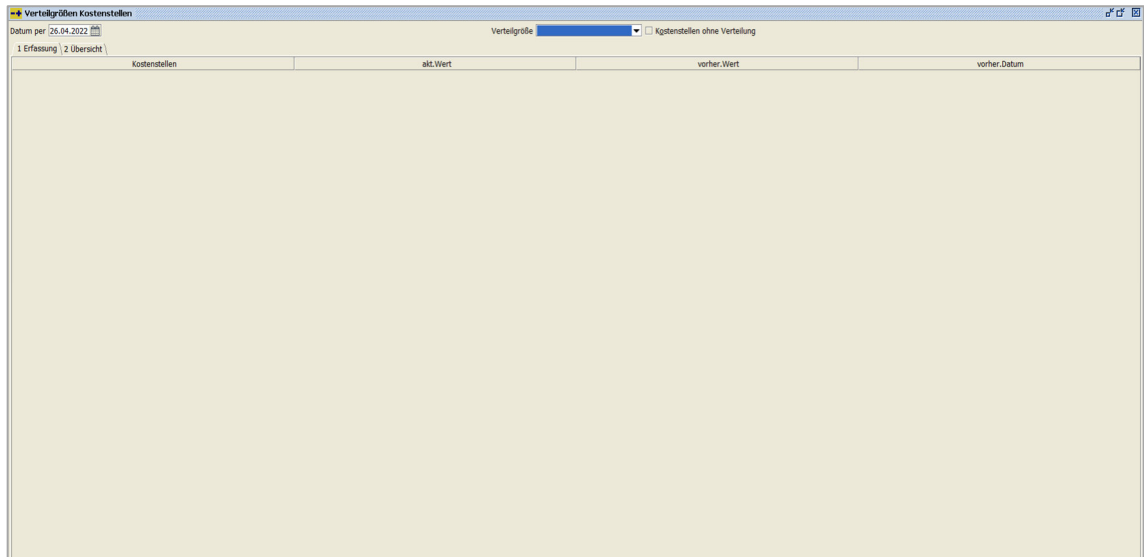 Verteilgrößen Kostenstellen
Datum per 26.04.2022 Verteilgröße Kostenstellen ohne Verteilung
1 Erfassung 2 Übersicht
Kostenstellen akt.Wert vorher.Wert vorher.Datum